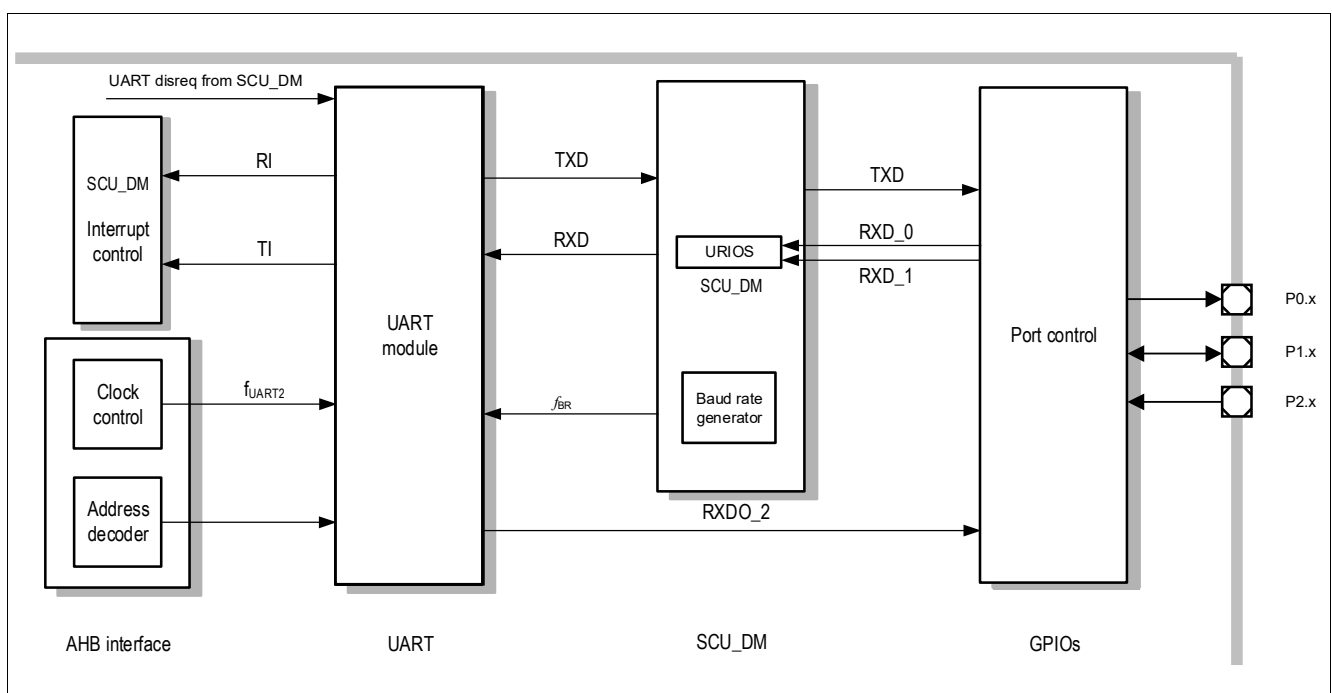 UART disreq from SCU_DM
SCU_DM
Interrupt
control
RI
TI
Clock
control
Address
decoder
fUART2
UART
module
TXD
RXD
fBR
RXDO_2
URIOS
SCU_DM
Baud rate
generator
TXD
RXD_0
RXD_1
Port control
P0.x
P1.x
P2.x
AHB interface
UART
SCU_DM
GPIOs